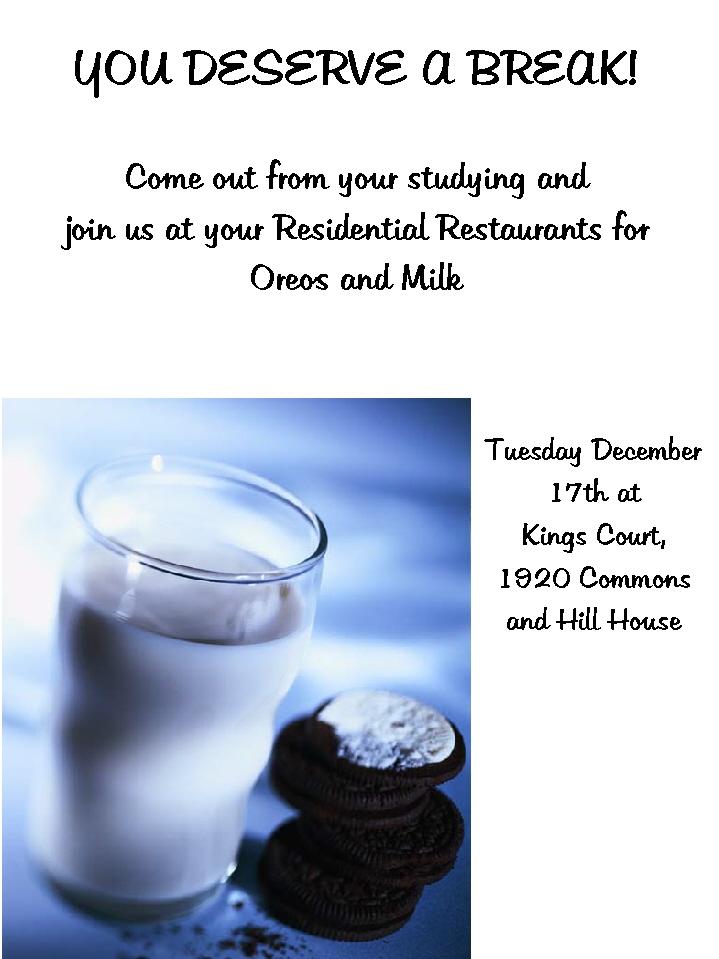 YOU DESERVE A BREAK!
Come out from your studying and
join us at your Residential Restaurants for
Oreos and Milk
Tuesday December
17th at
Kings Court,
1920 Commons
and Hill House